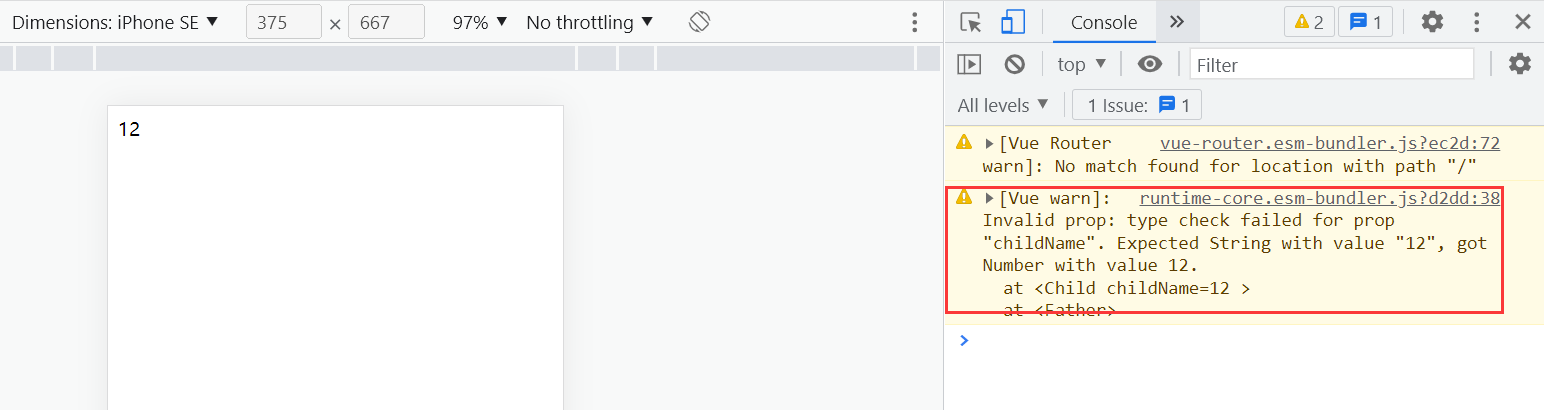 Dimensions: iPhone SE ▼ 375 × 667 97% ▼ No throttling ▼
Console » 2 1
top ▼ Filter
All levels ▼ 1 Issue: 1
12
[Vue Router vue-router.esm-bundler.js?ec2d:72
warn]: No match found for location with path "/"
[Vue warn]: runtime-core.esm-bundler.js?d2dd:38
Invalid prop: type check failed for prop
"childName". Expected String with value "12", got
Number with value 12.
at <Child childName=12 >
at <Father>